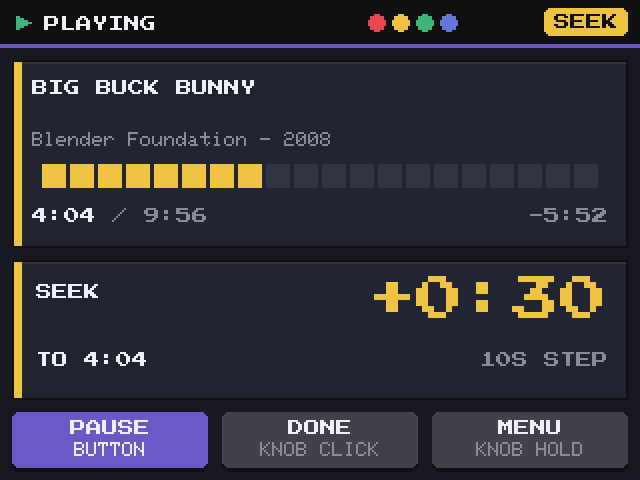 PLAYING
SEEK
BIG BUCK BUNNY
Blender Foundation - 2008
4:04 / 9:56 -5:52
SEEK +0:30
TO 4:04 10S STEP
PAUSE DONE MENU
BUTTON KNOB CLICK KNOB HOLD